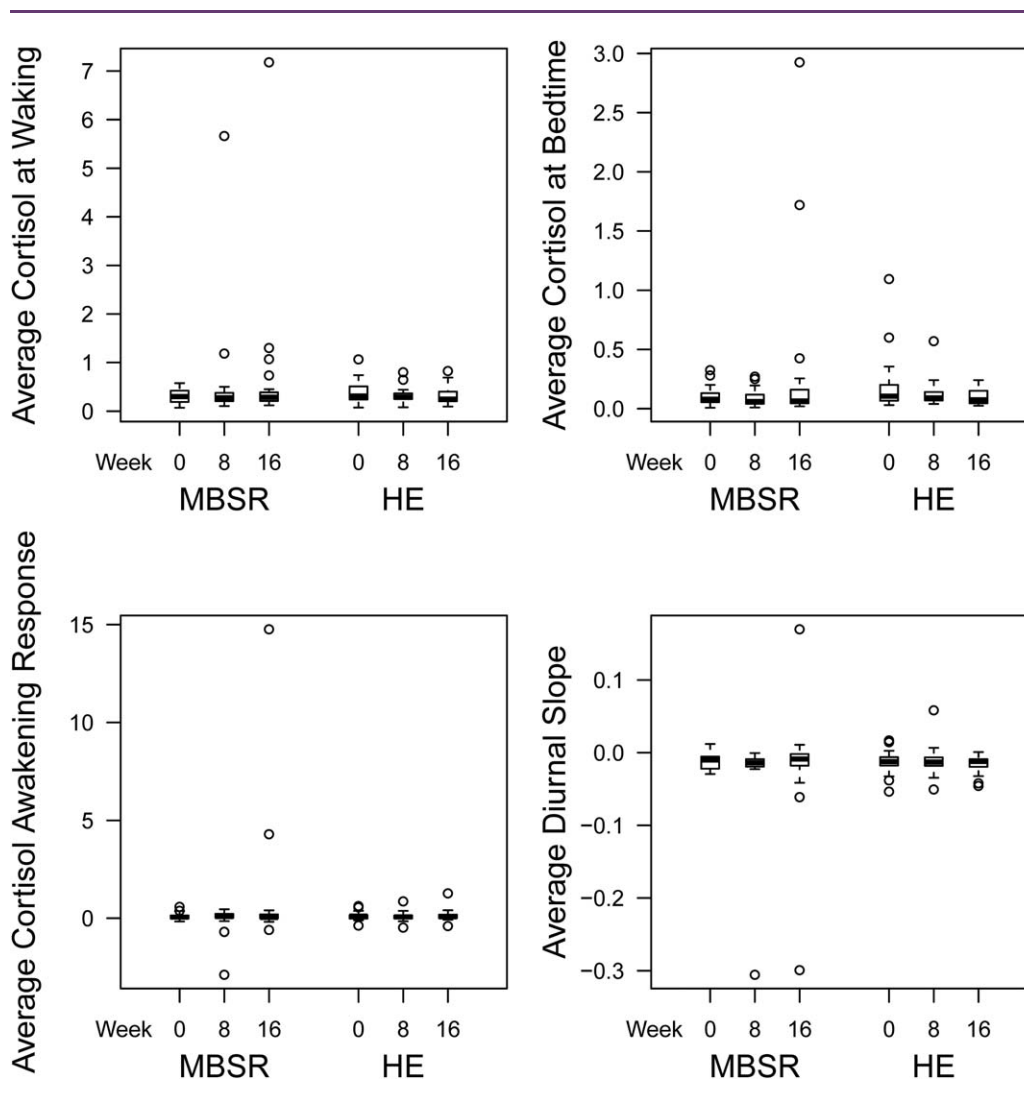 Average Cortisol at Waking
7
6
5
4
3
2
1
0
Week 0 8 16 0 8 16
MBSR HE
Average Cortisol at Bedtime
3.0
2.5
2.0
1.5
1.0
0.5
0.0
Week 0 8 16 0 8 16
MBSR HE
Average Cortisol Awakening Response
15
10
5
0
Week 0 8 16 0 8 16
MBSR HE
Average Diurnal Slope
0.1
0.0
−0.1
−0.2
−0.3
Week 0 8 16 0 8 16
MBSR HE